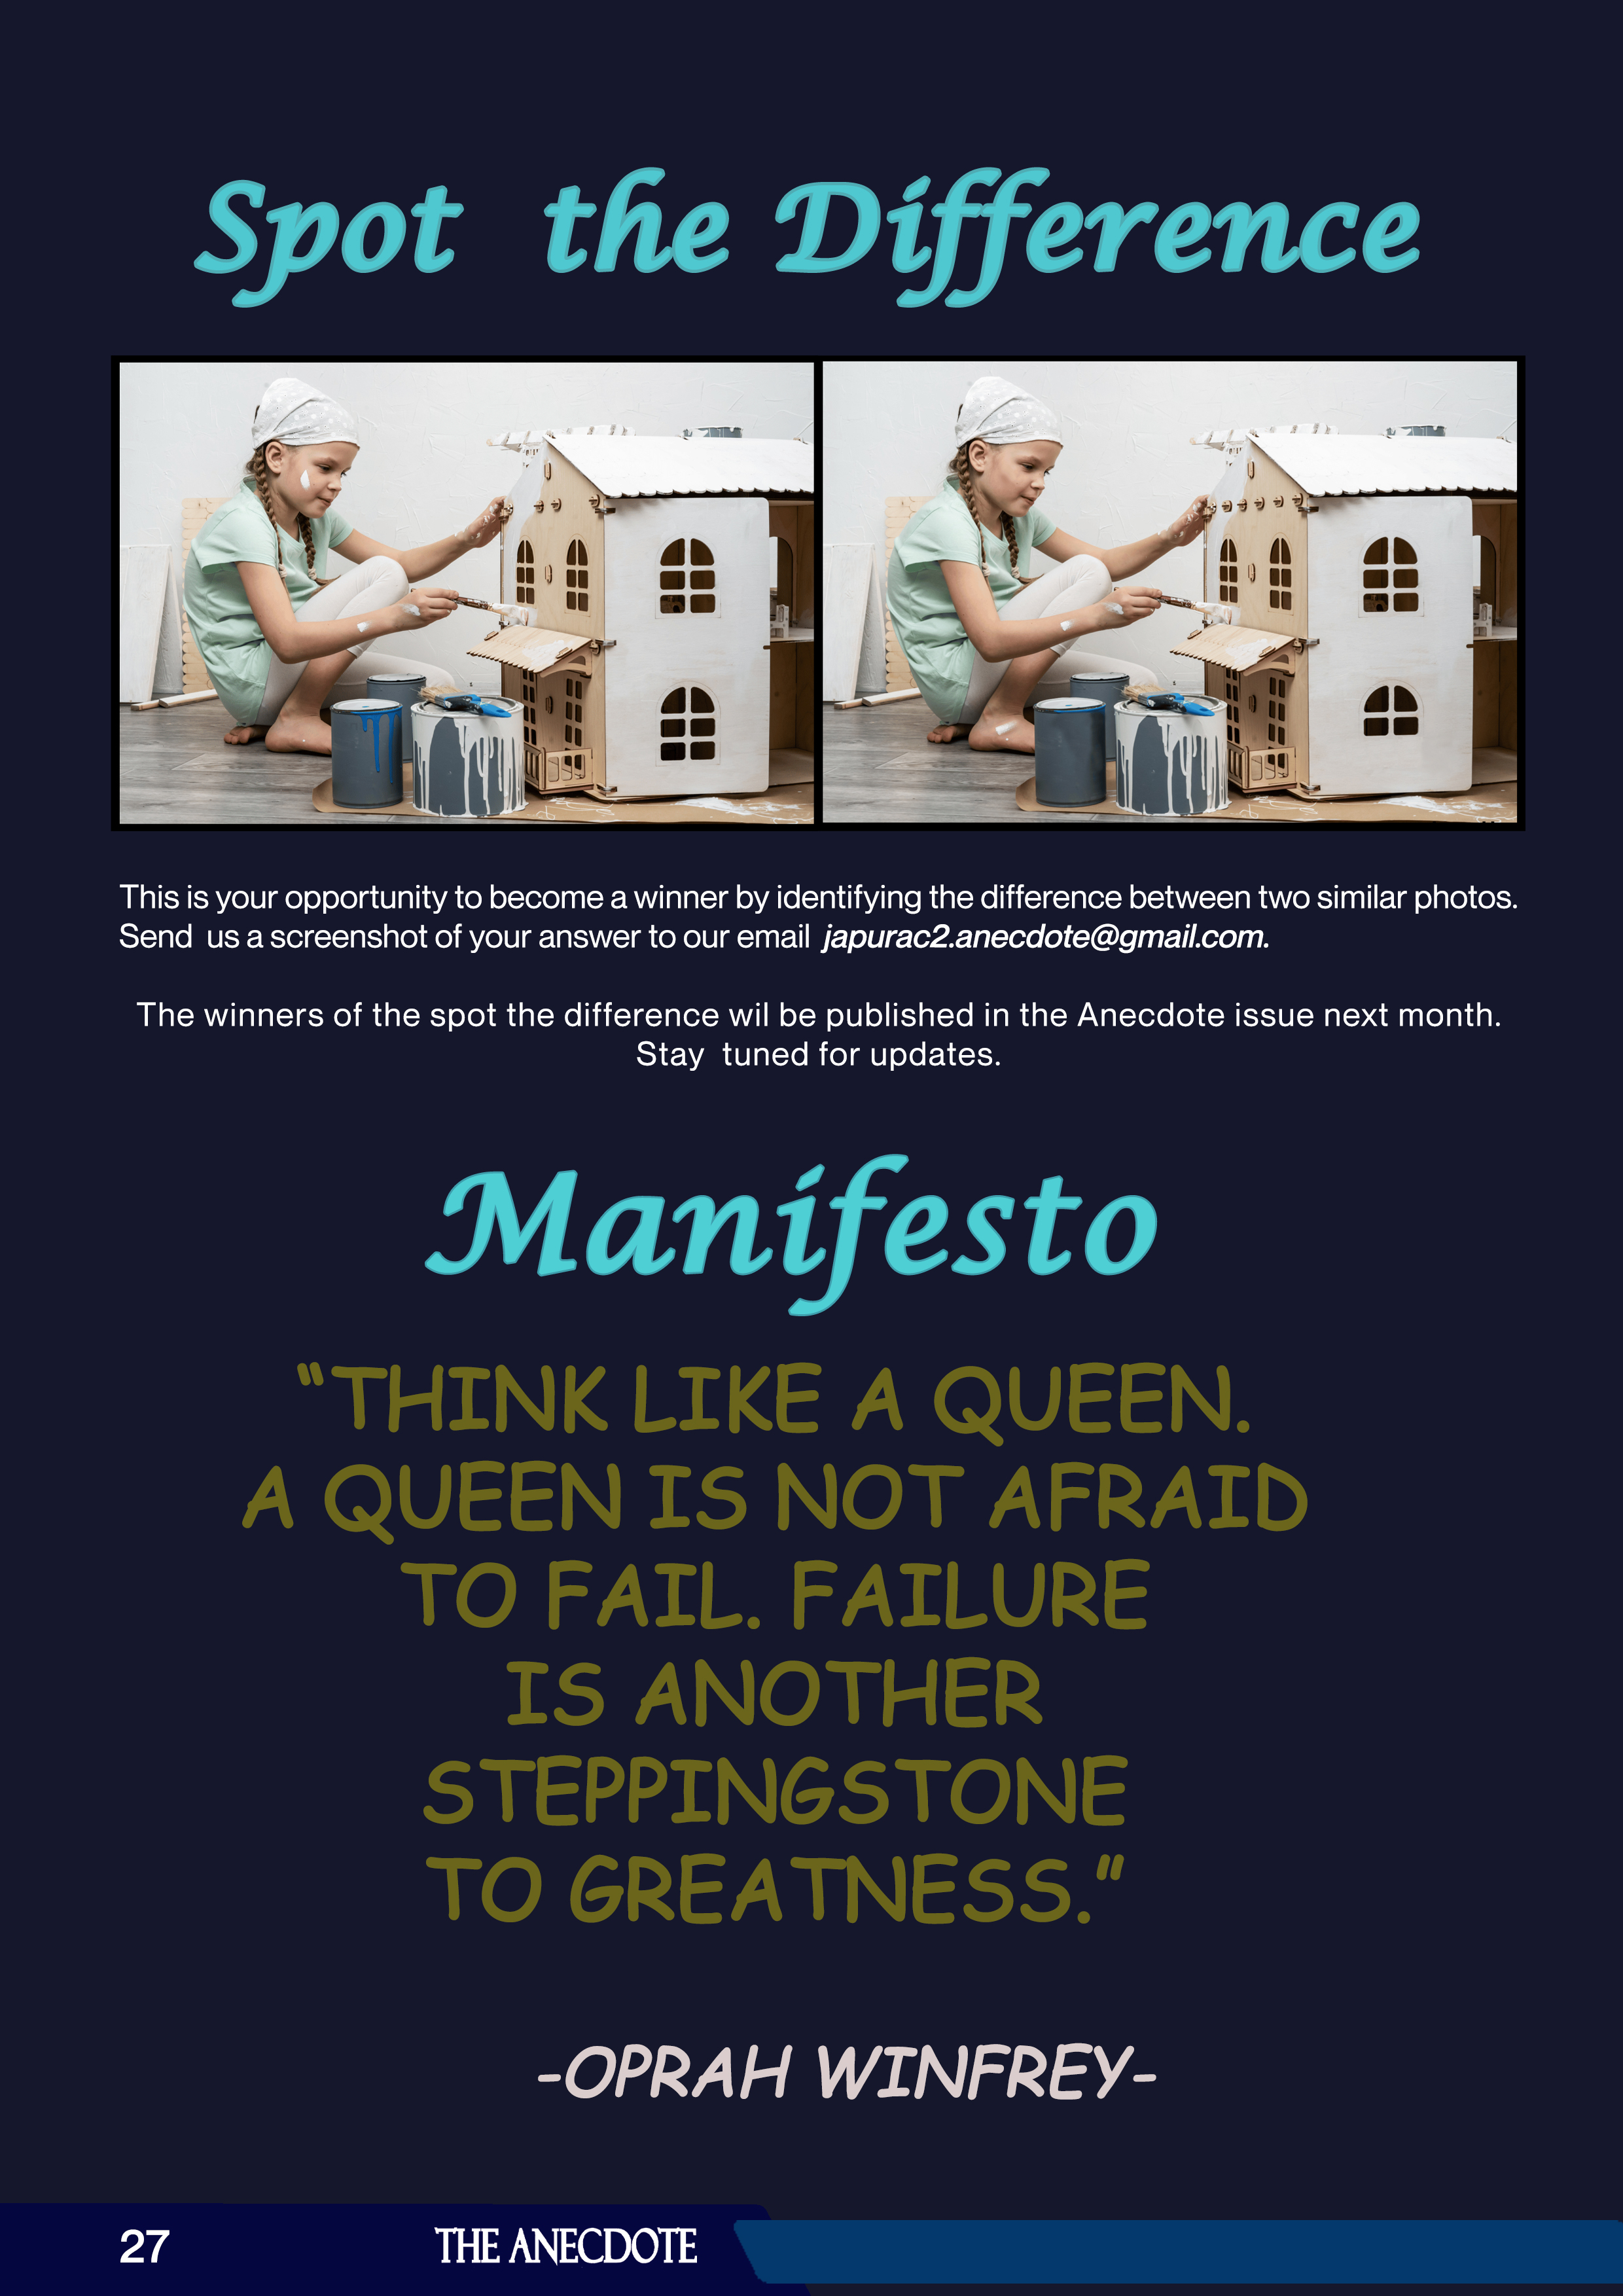 Spot the Difference
This is your opportunity to become a winner by identifying the difference between two similar photos.
Send us a screenshot of your answer to our email japurac2.anecdote@gmail.com.
The winners of the spot the difference wil be published in the Anecdote issue next month.
Stay tuned for updates.
Manifesto
"THINK LIKE A QUEEN.
A QUEEN IS NOT AFRAID
TO FAIL. FAILURE
IS ANOTHER
STEPPINGSTONE
TO GREATNESS."
-OPRAH WINFREY-
27
THE ANECDOTE